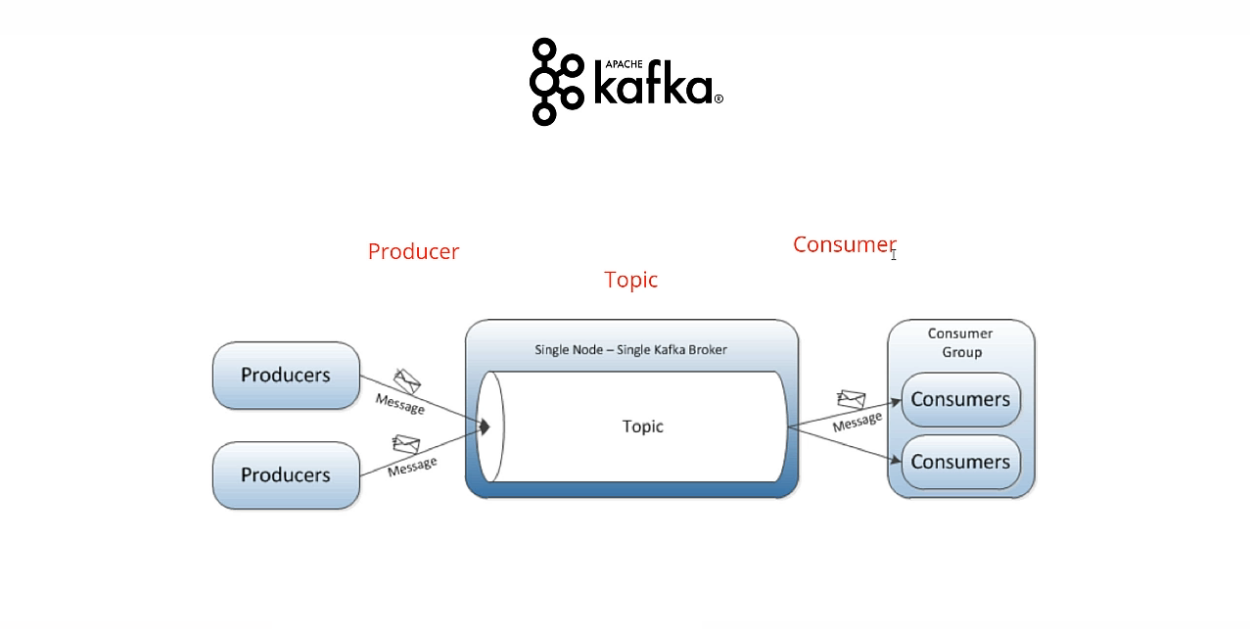 APACHE
kafka®
Producer
Consumer
Topic
Single Node – Single Kafka Broker
Consumer
Group
Producers
Message
Topic
Message
Consumers
Producers
Message
Consumers